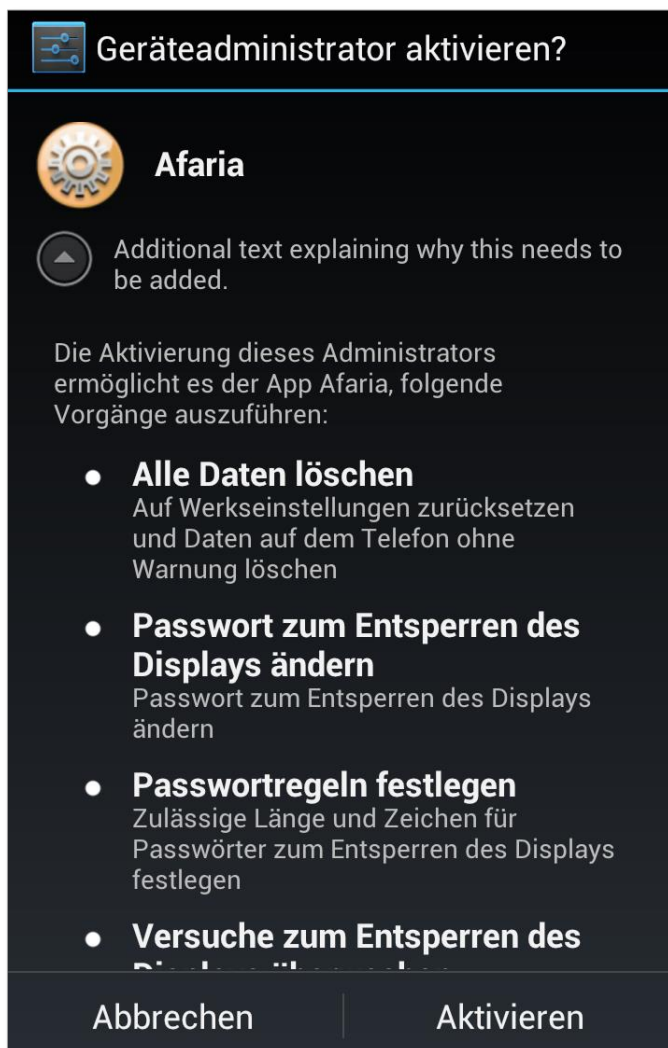 Geräteadministrator aktivieren?
Afaria
Additional text explaining why this needs to
be added.
Die Aktivierung dieses Administrators
ermöglicht es der App Afaria, folgende
Vorgänge auszuführen:
Alle Daten löschen
Auf Werkseinstellungen zurücksetzen
und Daten auf dem Telefon ohne
Warnung löschen
Passwort zum Entsperren des
Displays ändern
Passwort zum Entsperren des Displays
ändern
Passwortregeln festlegen
Zulässige Länge und Zeichen für
Passwörter zum Entsperren des Displays
festlegen
Versuche zum Entsperren des
Abbrechen
Aktivieren